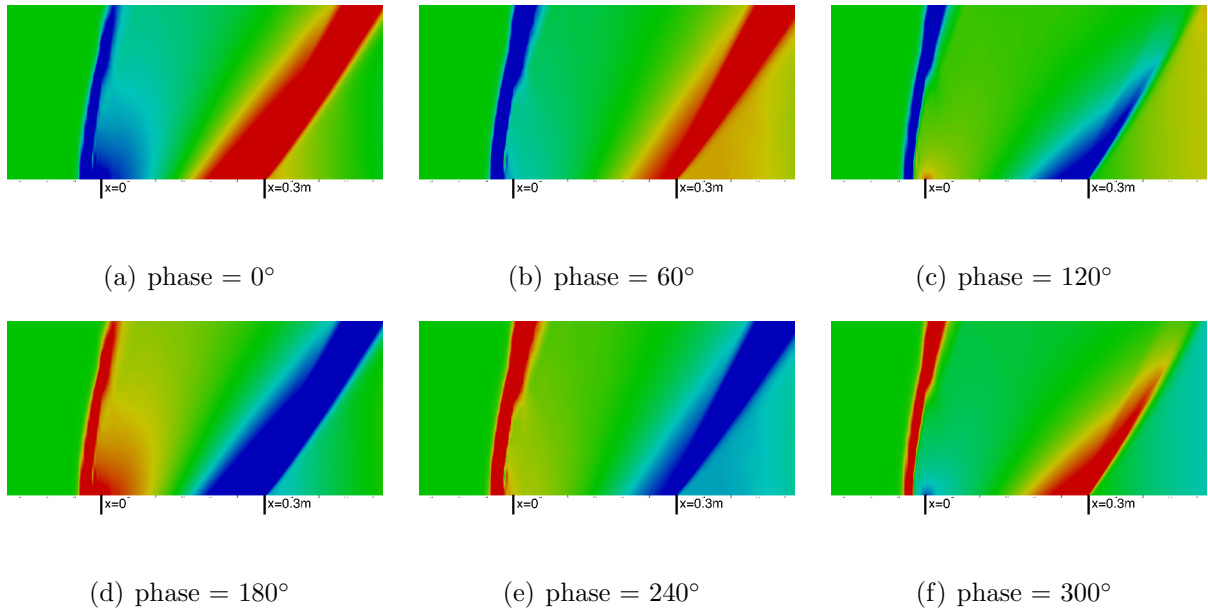 x=0 x=0.3m x=0 x=0.3m x=0 x=0.3m
(a) phase = 0° (b) phase = 60° (c) phase = 120°
x=0 x=0.3m x=0 x=0.3m x=0 x=0.3m
(d) phase = 180° (e) phase = 240° (f) phase = 300°